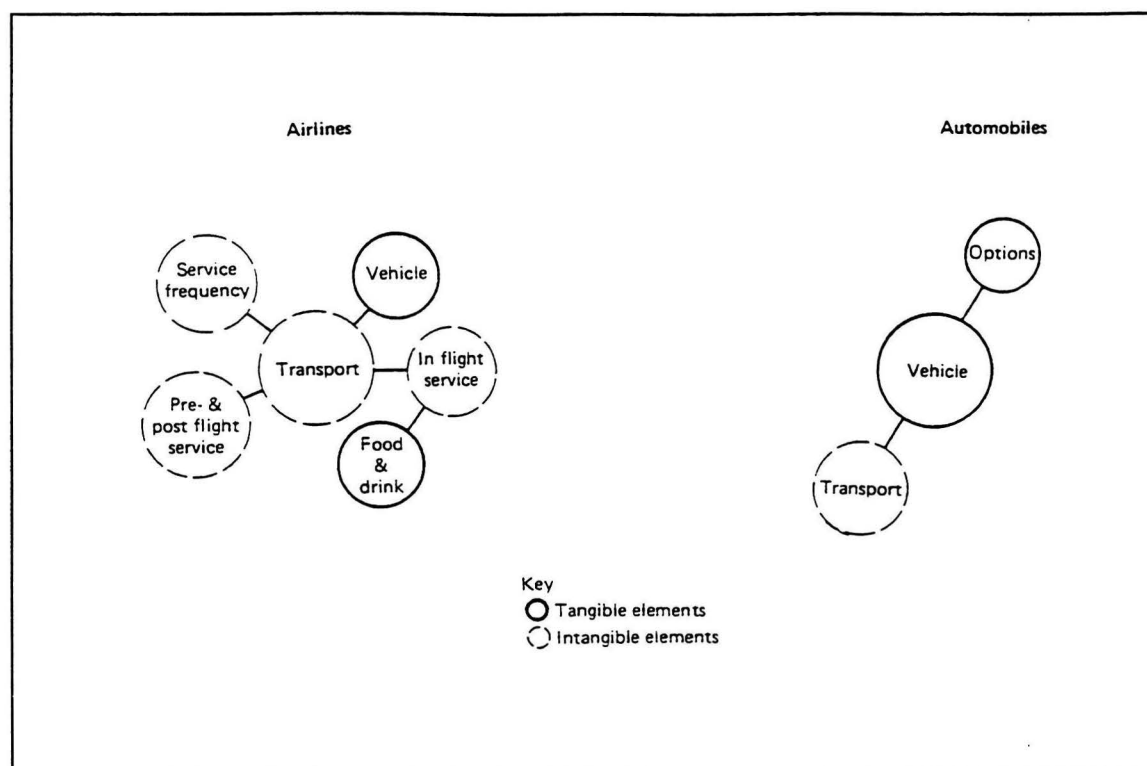 Airlines
Automobiles
Service
frequency
Vehicle
Transport
In flight
service
Pre- &
post flight
service
Food
&
drink
Options
Vehicle
Transport
Key
Tangible elements
Intangible elements